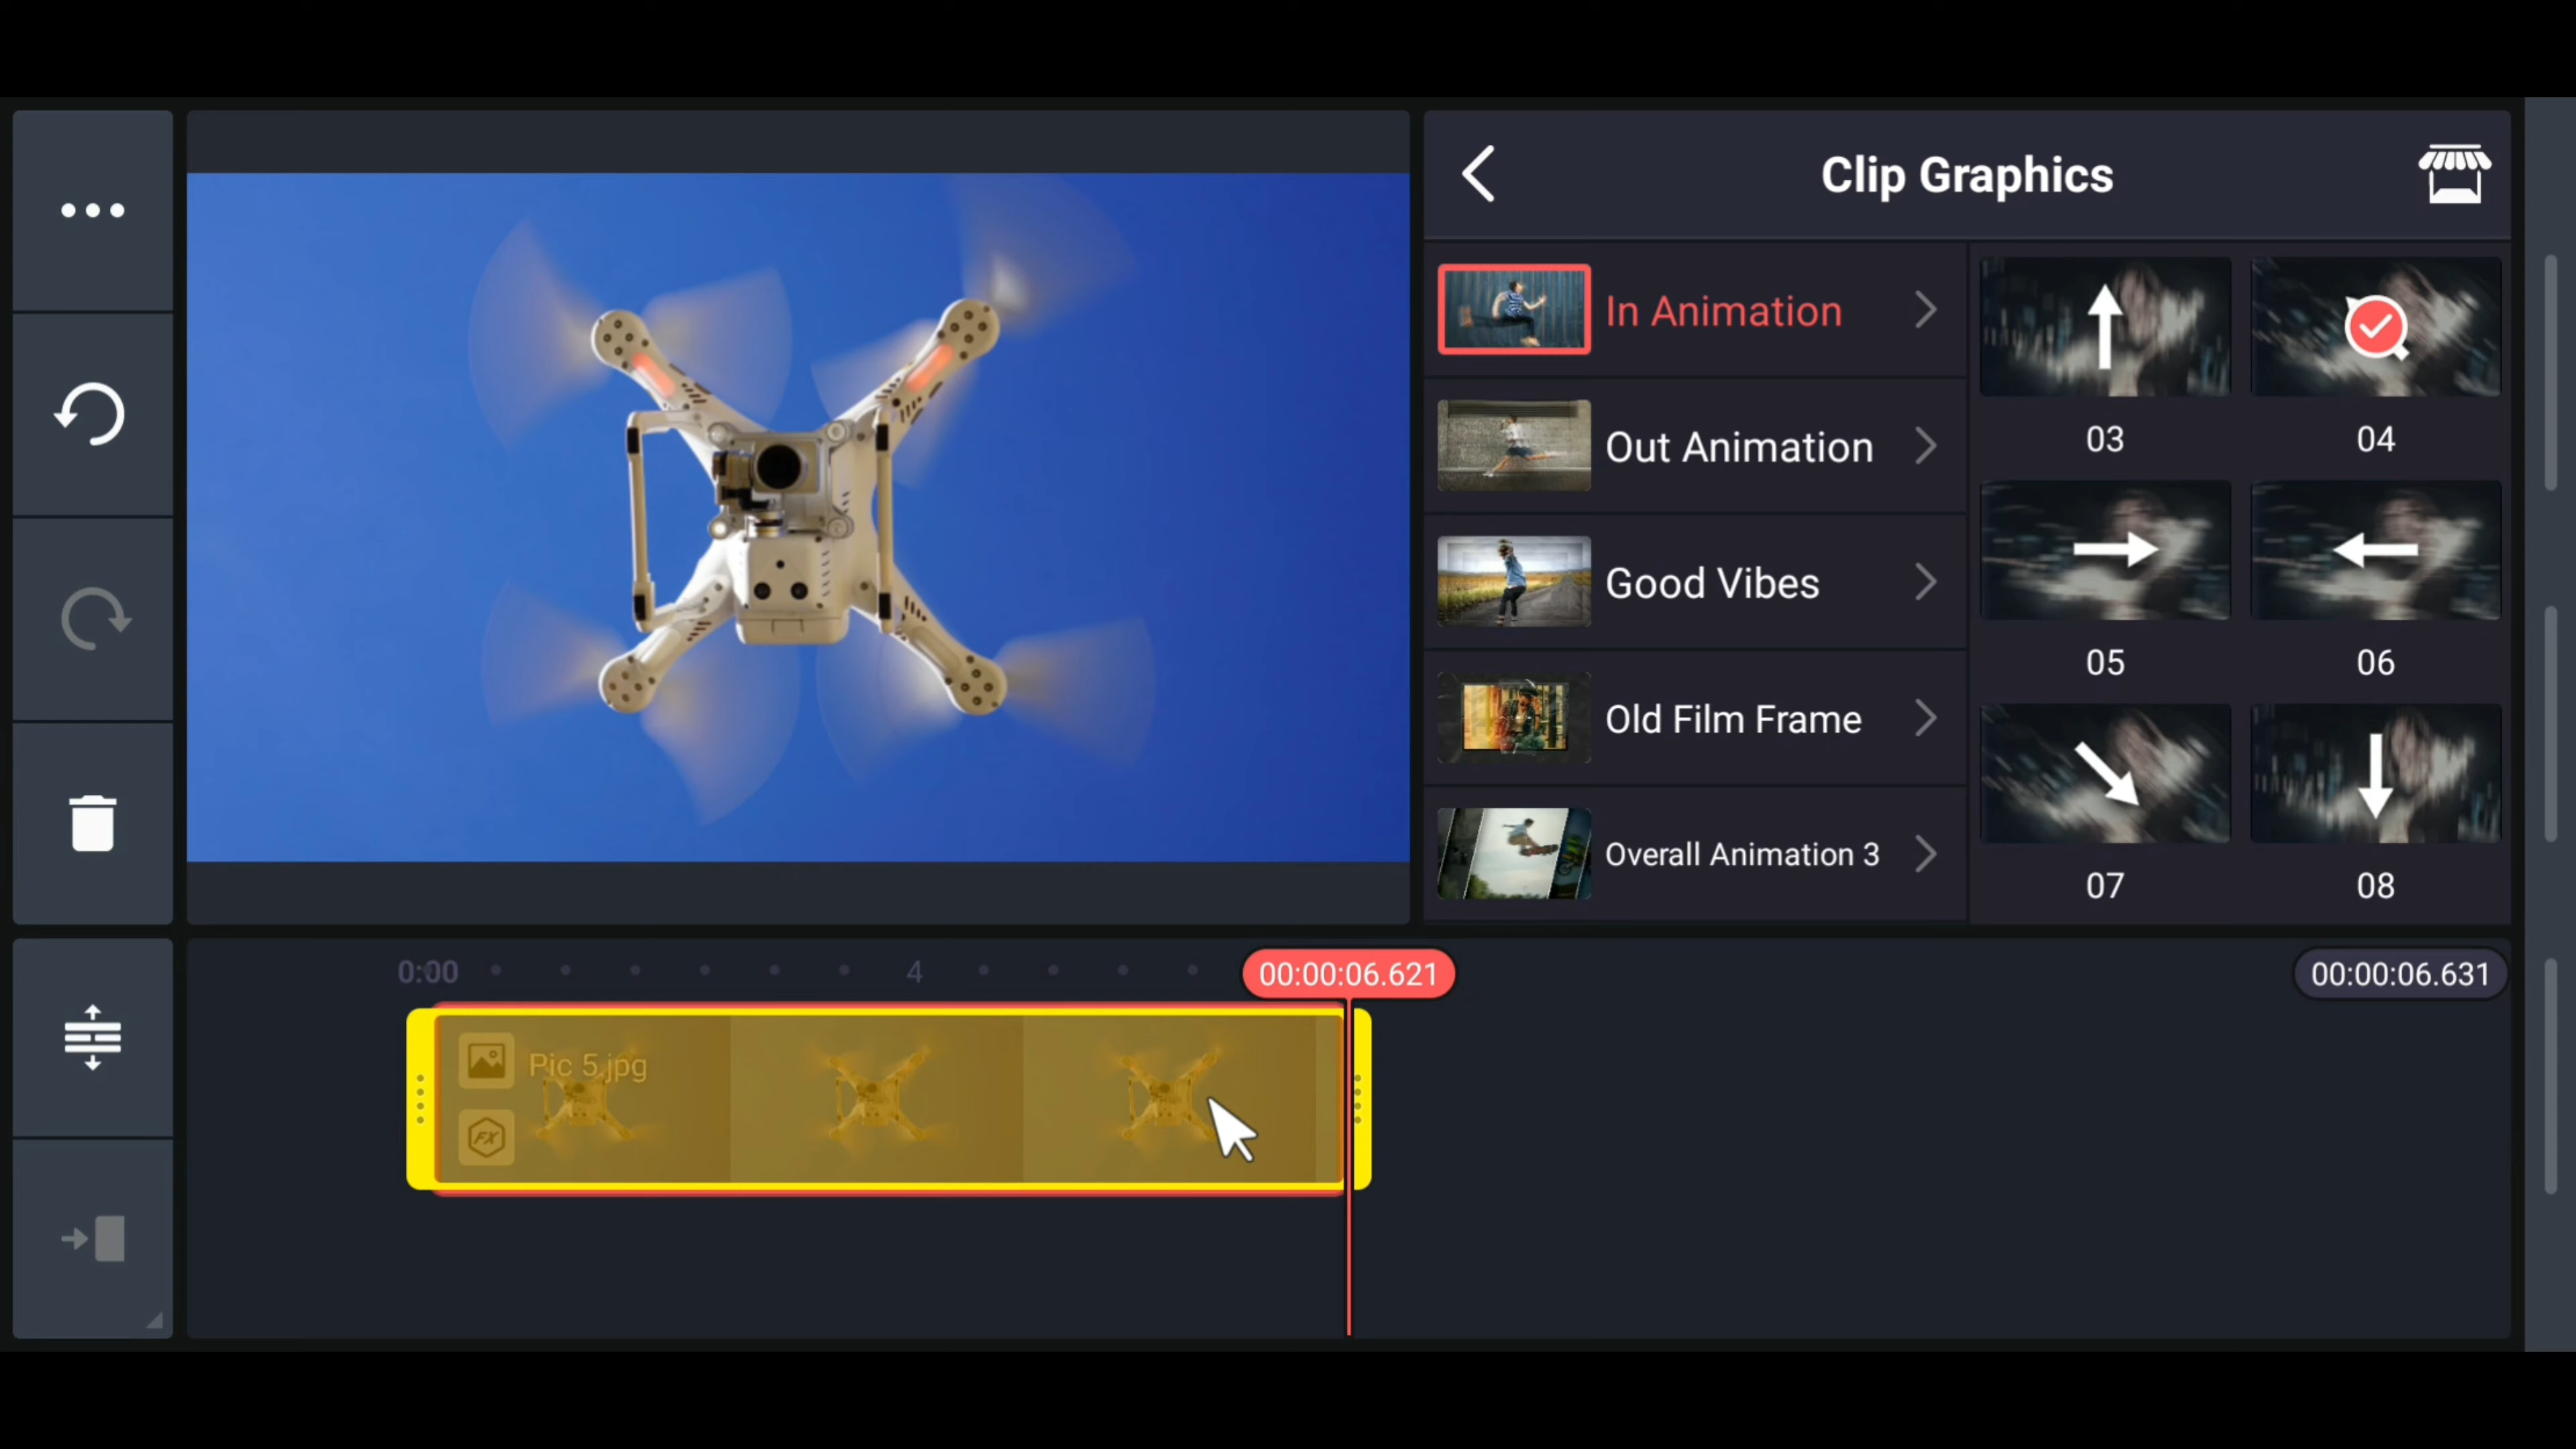 Clip Graphics
In Animation
Out Animation
Good Vibes
Old Film Frame
Overall Animation 3
03
04
05
06
07
08
0:00
4
00:00:06.621
00:00:06.631
Pic 5.jpg
FX